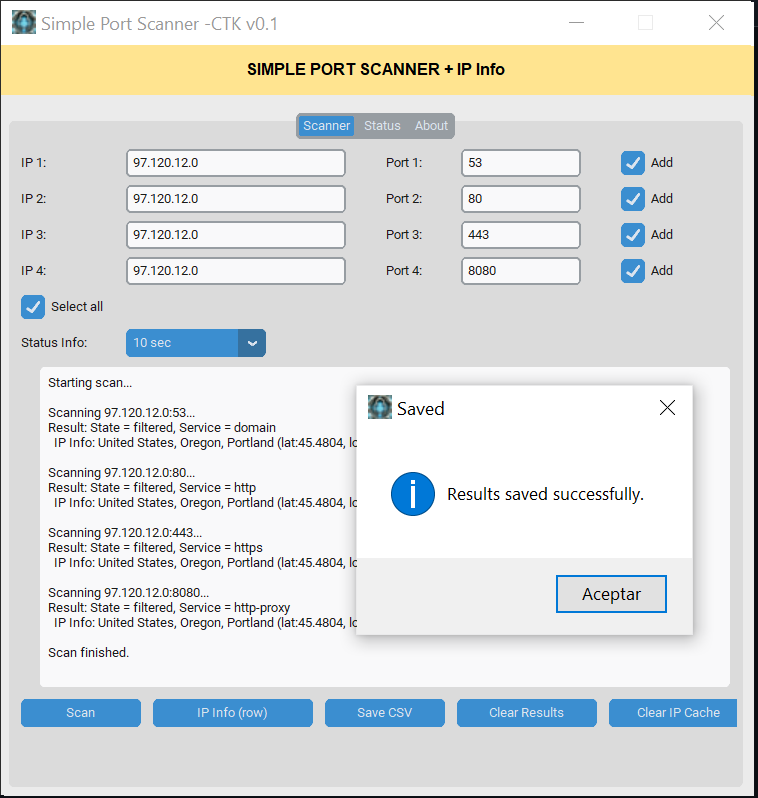 Simple Port Scanner -CTK v0.1
SIMPLE PORT SCANNER + IP Info
Scanner Status About
IP 1: 97.120.12.0 Port 1: 53 Add
IP 2: 97.120.12.0 Port 2: 80 Add
IP 3: 97.120.12.0 Port 3: 443 Add
IP 4: 97.120.12.0 Port 4: 8080 Add
Select all
Status Info: 10 sec
Starting scan...
Scanning 97.120.12.0:53...
Result: State = filtered, Service = domain
IP Info: United States, Oregon, Portland (lat:45.4804, lo
Scanning 97.120.12.0:80...
Result: State = filtered, Service = http
IP Info: United States, Oregon, Portland (lat:45.4804, lo
Scanning 97.120.12.0:443...
Result: State = filtered, Service = https
IP Info: United States, Oregon, Portland (lat:45.4804, lo
Scanning 97.120.12.0:8080...
Result: State = filtered, Service = http-proxy
IP Info: United States, Oregon, Portland (lat:45.4804, lo
Scan finished.
Saved
Results saved successfully.
Aceptar
Scan IP Info (row) Save CSV Clear Results Clear IP Cache